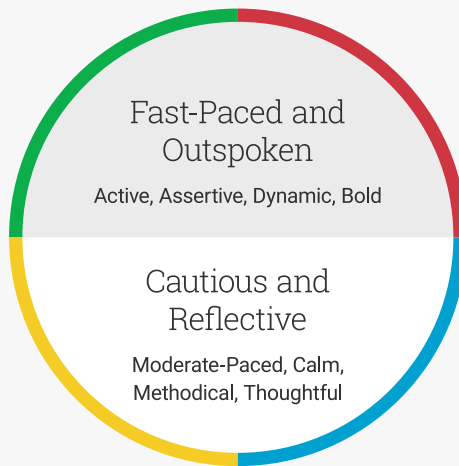 Fast-Paced and
Outspoken
Active, Assertive, Dynamic, Bold
Cautious and
Reflective
Moderate-Paced, Calm,
Methodical, Thoughtful